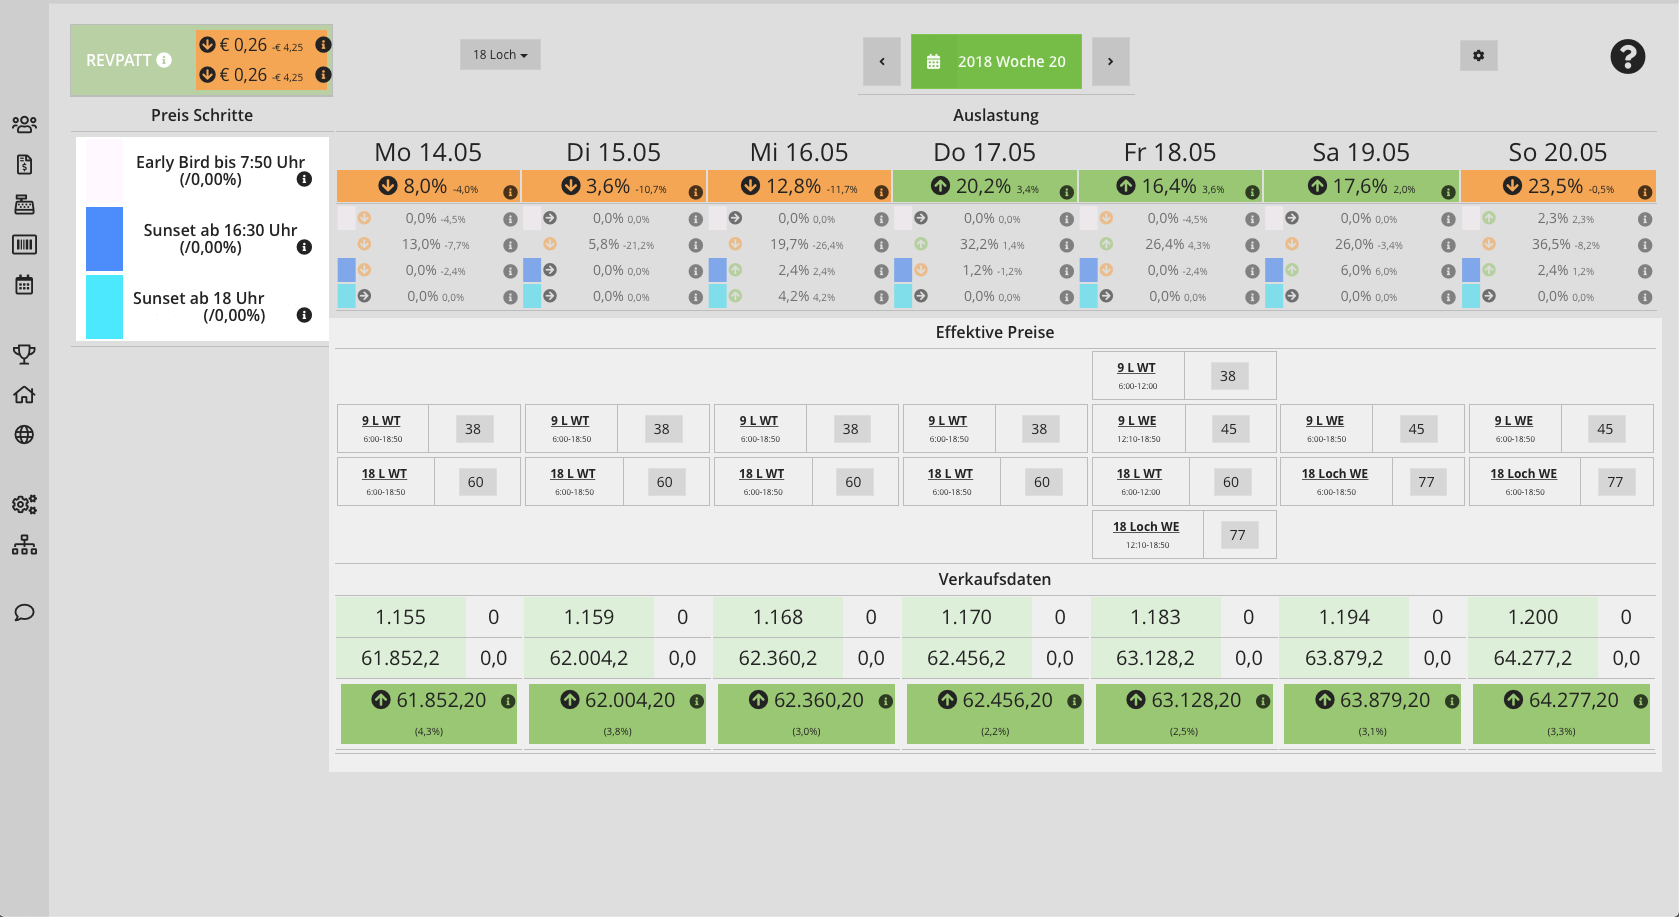 REVPATT
€ 0,26 -€ 4,25
€ 0,26 -€ 4,25
18 Loch
2018 Woche 20
Preis Schritte
Early Bird bis 7:50 Uhr
(/0,00%)
Sunset ab 16:30 Uhr
(/0,00%)
Sunset ab 18 Uhr
(/0,00%)
Auslastung
Mo 14.05 Di 15.05 Mi 16.05 Do 17.05 Fr 18.05 Sa 19.05 So 20.05
8,0% -4,0% 3,6% -10,7% 12,8% -11,7% 20,2% 3,4% 16,4% 3,6% 17,6% 2,0% 23,5% -0,5%
0,0% -4,5% 0,0% 0,0% 0,0% 0,0% 0,0% 0,0% 0,0% -4,5% 0,0% 0,0% 2,3% 2,3%
13,0% -7,7% 5,8% -21,2% 19,7% -26,4% 32,2% 1,4% 26,4% 4,3% 26,0% -3,4% 36,5% -8,2%
0,0% -2,4% 0,0% 0,0% 2,4% 2,4% 1,2% -1,2% 0,0% -2,4% 6,0% 6,0% 2,4% 1,2%
0,0% 0,0% 0,0% 0,0% 4,2% 4,2% 0,0% 0,0% 0,0% 0,0% 0,0% 0,0% 0,0% 0,0%
Effektive Preise
9 L WT 38
6:00-12:00
9 L WT 38 9 L WT 38 9 L WT 38 9 L WT 38 9 L WE 45 9 L WE 45 9 L WE 45
6:00-18:50 6:00-18:50 6:00-18:50 6:00-18:50 12:10-18:50 6:00-18:50 6:00-18:50
18 L WT 60 18 L WT 60 18 L WT 60 18 L WT 60 18 L WT 60 18 Loch WE 77 18 Loch WE 77
6:00-18:50 6:00-18:50 6:00-18:50 6:00-18:50 6:00-12:00 6:00-18:50 6:00-18:50
18 Loch WE 77
12:10-18:50
Verkaufsdaten
1.155 0 1.159 0 1.168 0 1.170 0 1.183 0 1.194 0 1.200 0
61.852,2 0,0 62.004,2 0,0 62.360,2 0,0 62.456,2 0,0 63.128,2 0,0 63.879,2 0,0 64.277,2 0,0
61.852,20 62.004,20 62.360,20 62.456,20 63.128,20 63.879,20 64.277,20
(4,3%) (3,8%) (3,0%) (2,2%) (2,5%) (3,1%) (3,3%)